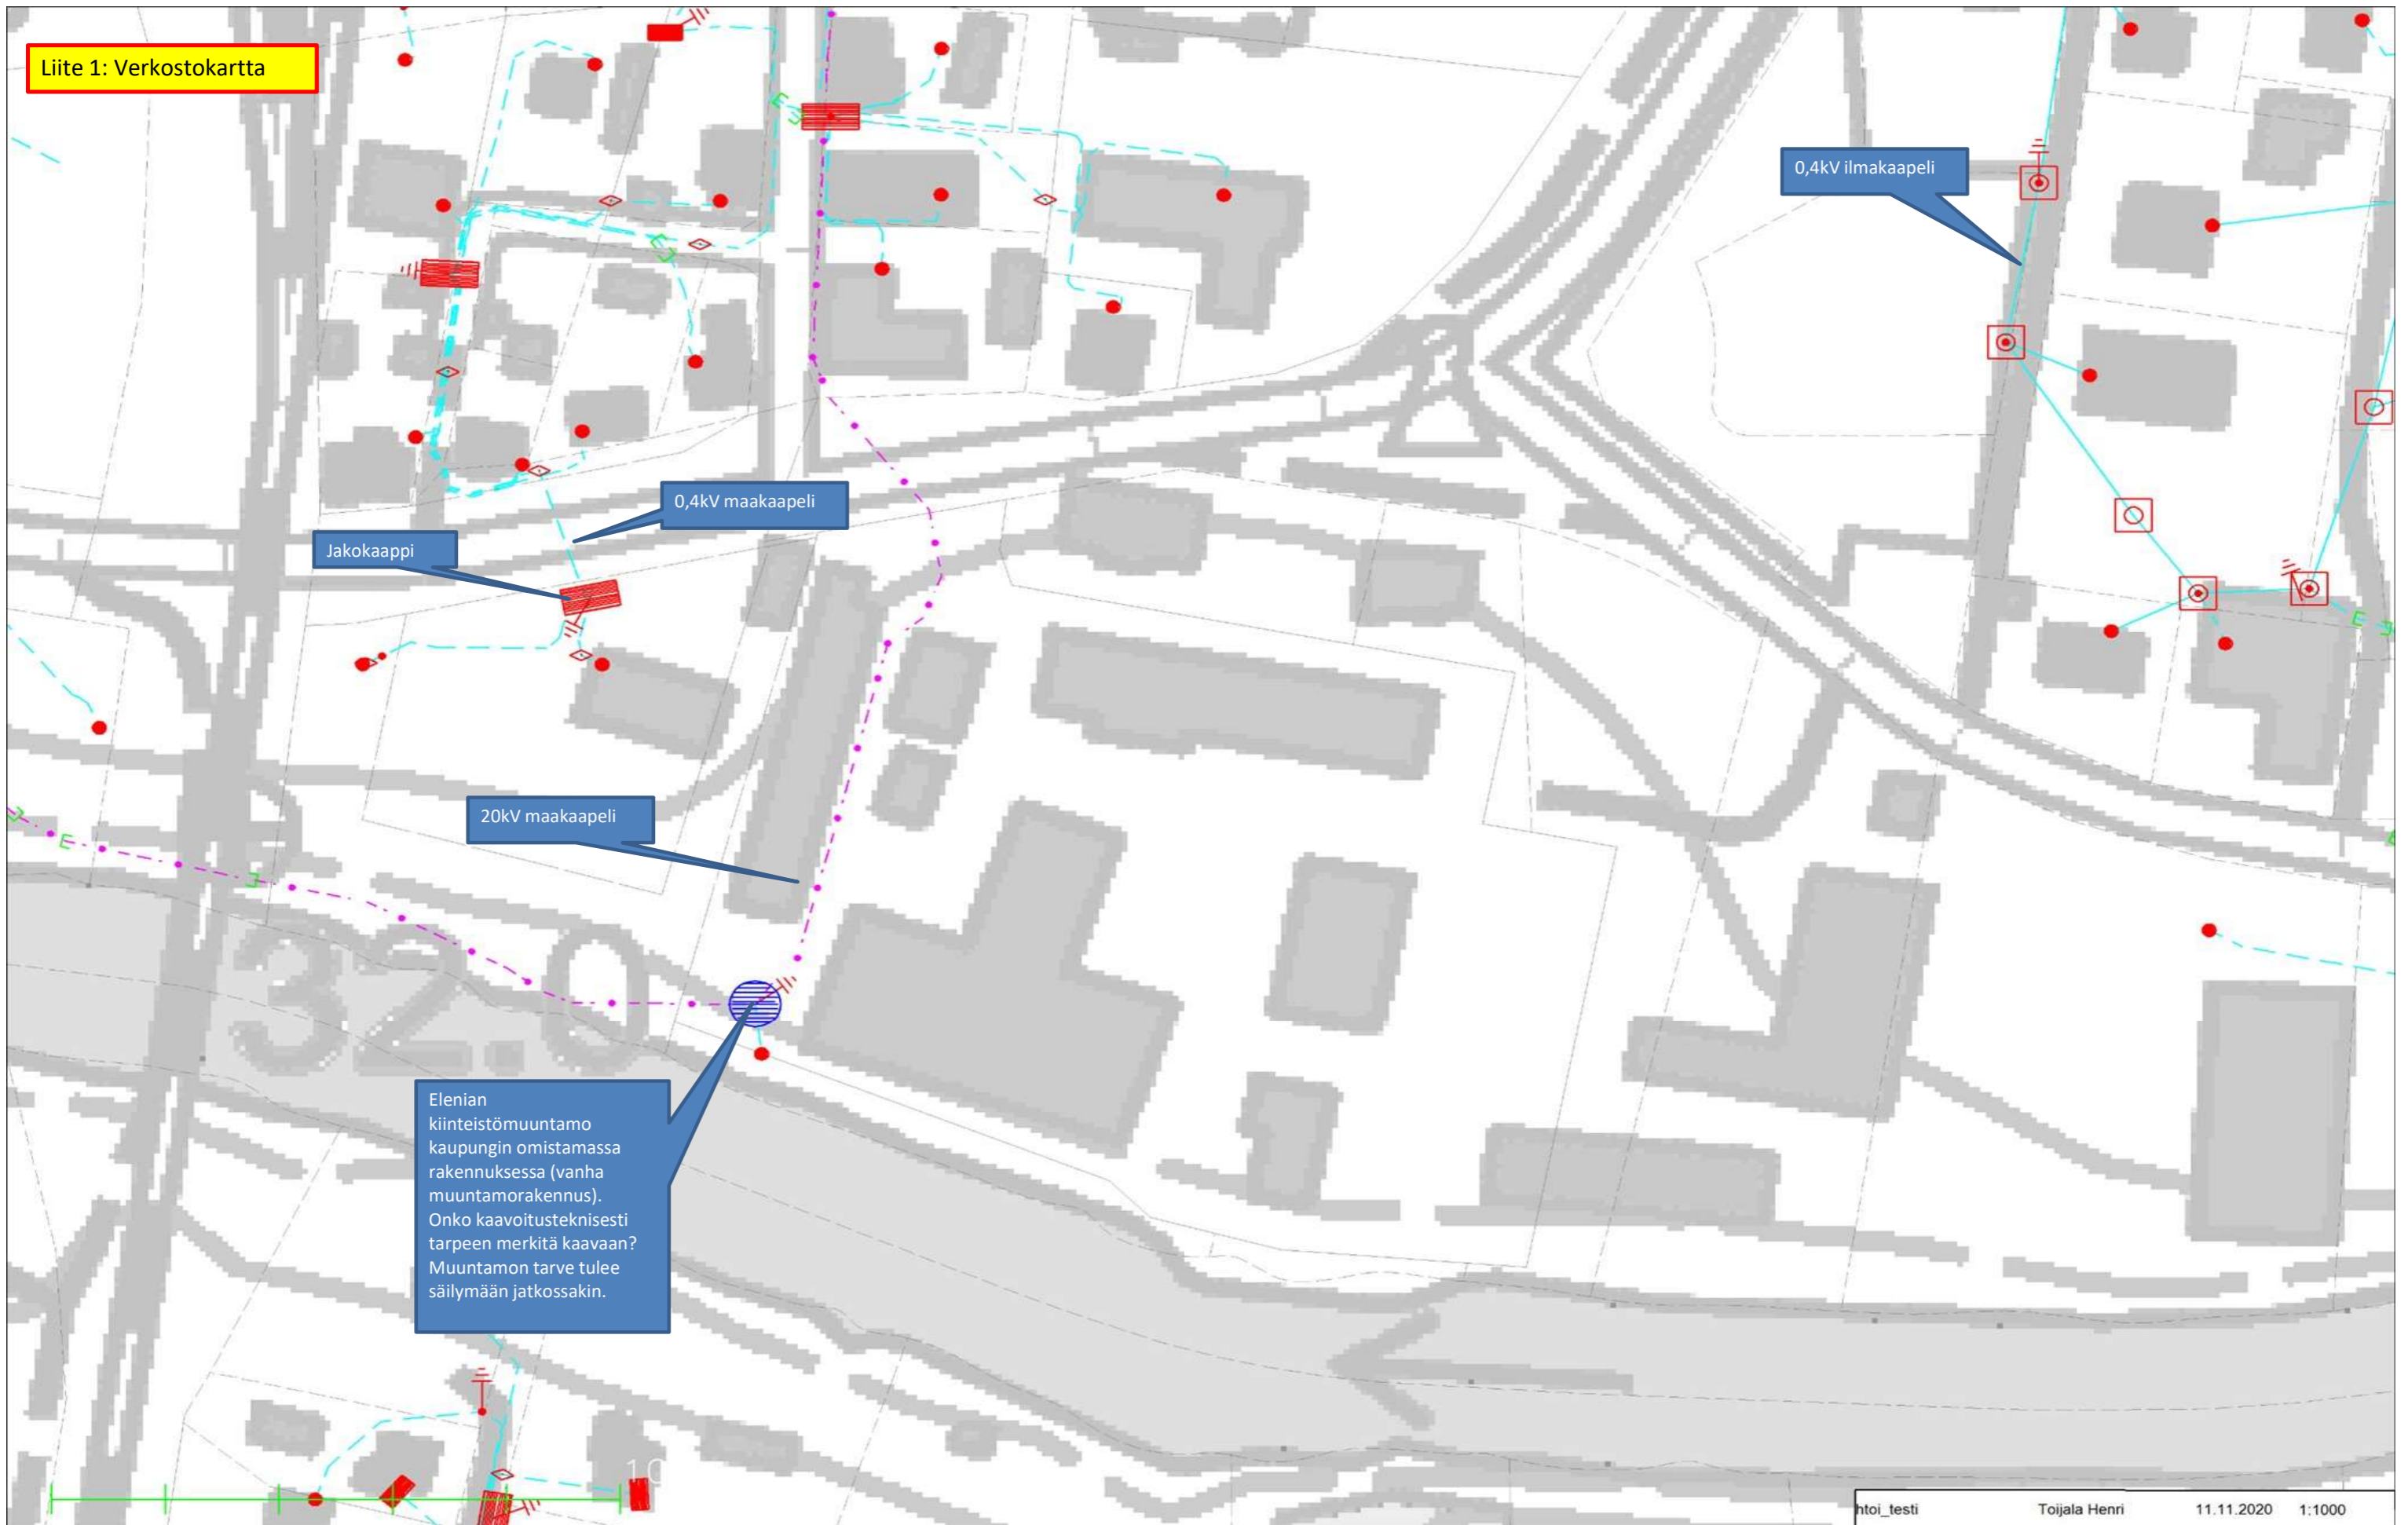 Liite 1: Verkostokartta
0,4kV ilmakaapeli
0,4kV maakaapeli
Jakokaappi
20kV maakaapeli
32.0
Elenian
kiinteistömuuntamo
kaupungin omistamassa
rakennuksessa (vanha
muuntamorakennus).
Onko kaavoitusteknisesti
tarpeen merkitä kaavaan?
Muuntamon tarve tulee
säilymään jatkossakin.
htoi_testi Toijala Henri 11.11.2020 1:1000